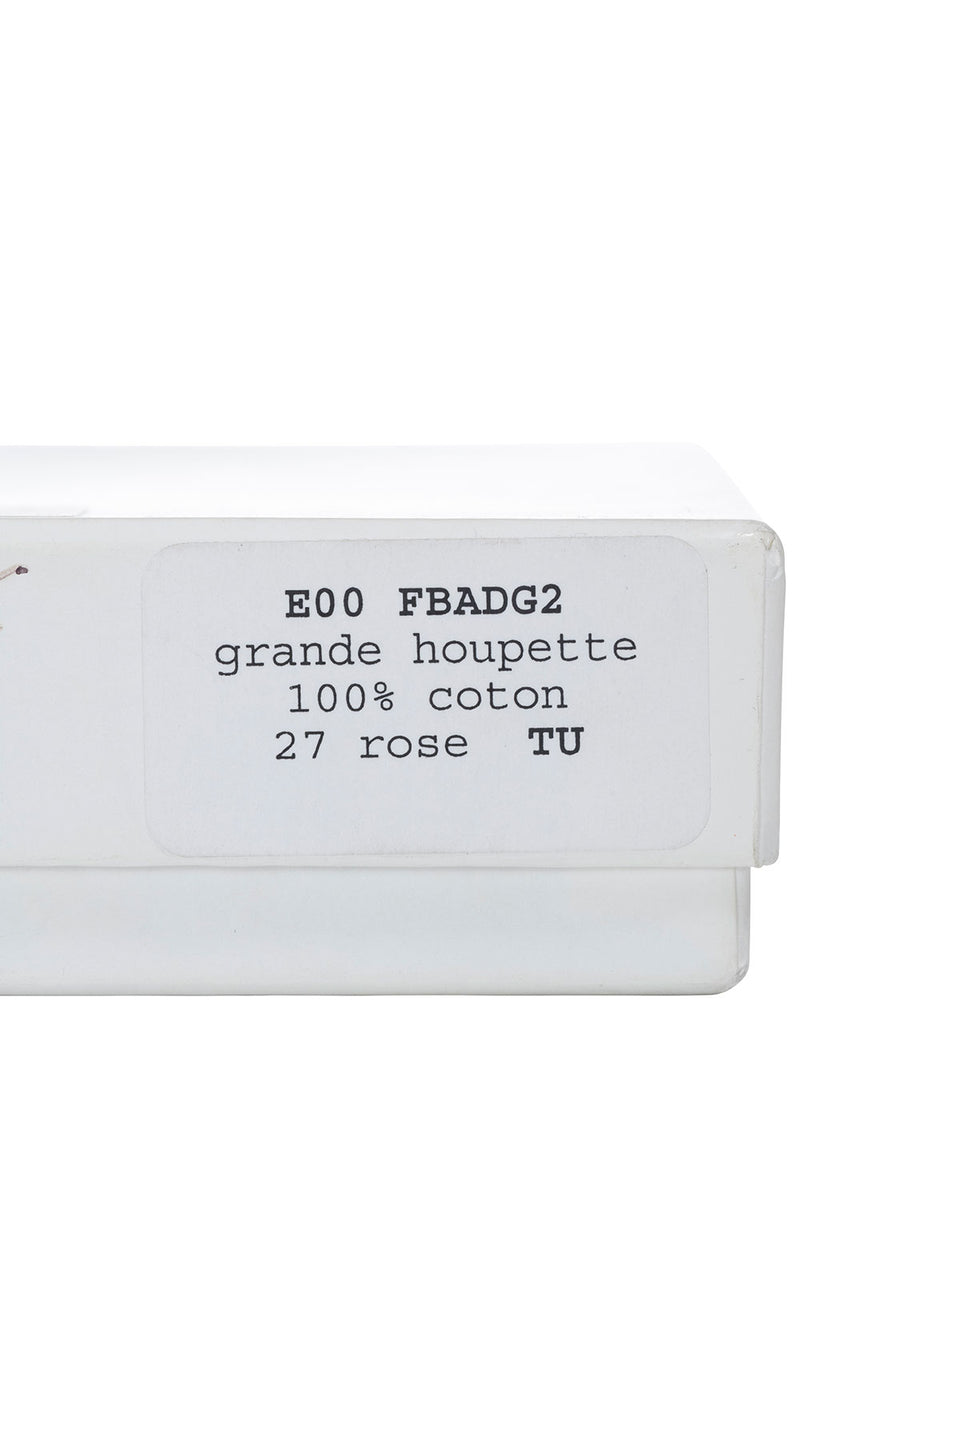 E00 FBADG2
grande houpette
100% coton
27 rose TU